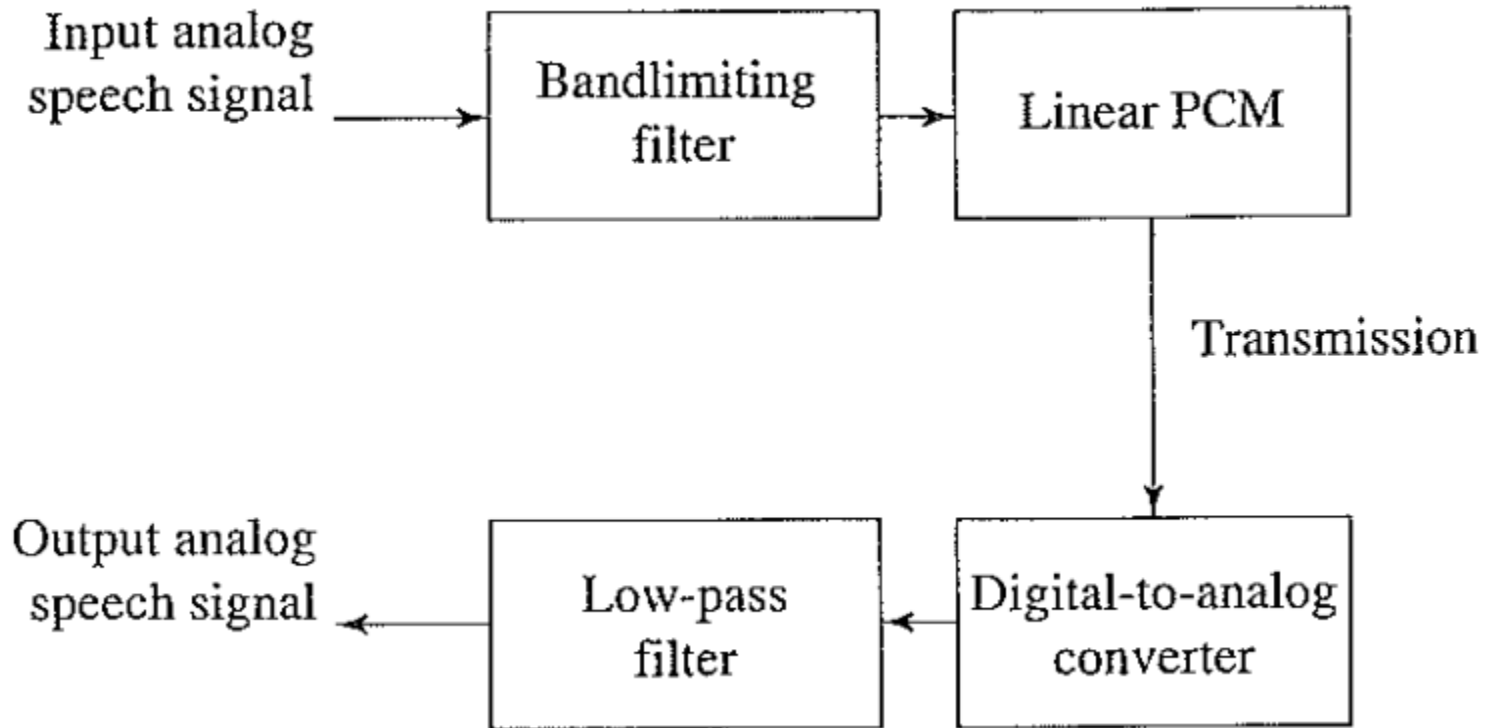 Input analog
speech signal
Bandlimiting
filter
Linear PCM
Transmission
Output analog
speech signal
Low-pass
filter
Digital-to-analog
converter